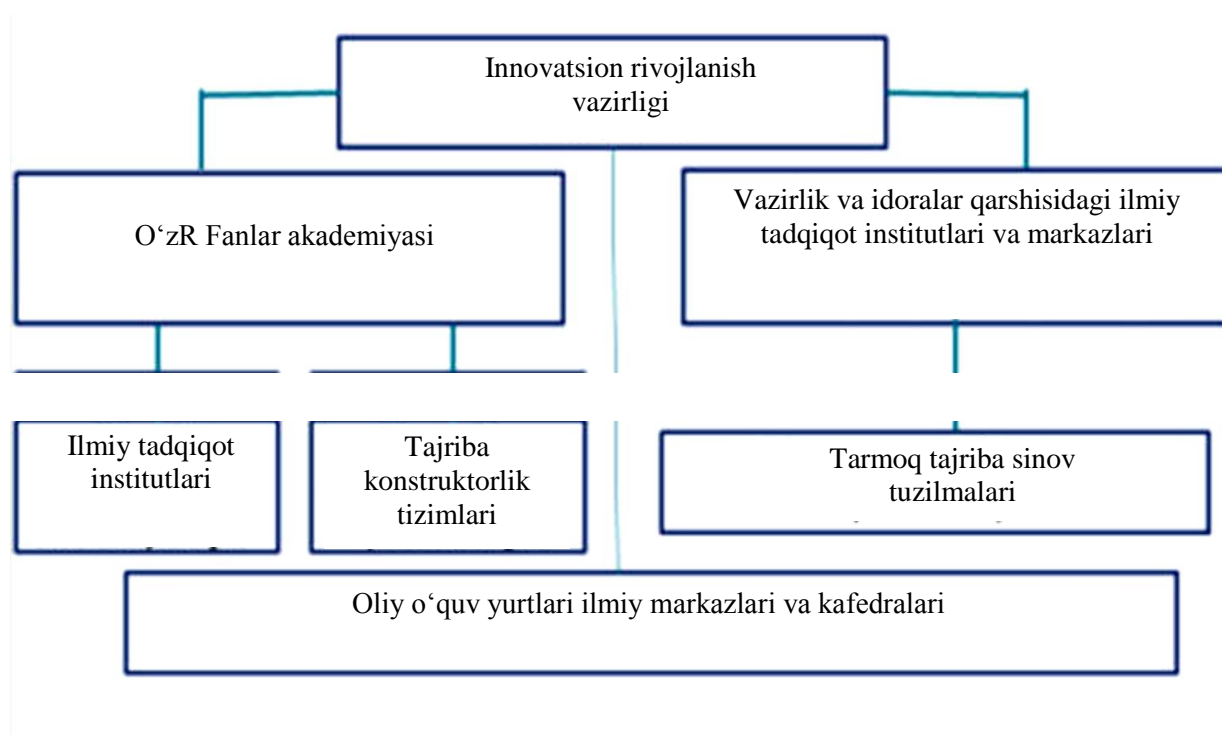 Innovatsion rivojlanish
vazirligi
O‘zR Fanlar akademiyasi
Vazirlik va idoralar qarshisidagi ilmiy
tadqiqot institutlari va markazlari
Ilmiy tadqiqot
institutlari
Tajriba
konstruktorlik
tizimlari
Tarmoq tajriba sinov
tuzilmalari
Oliy o‘quv yurtlari ilmiy markazlari va kafedralari